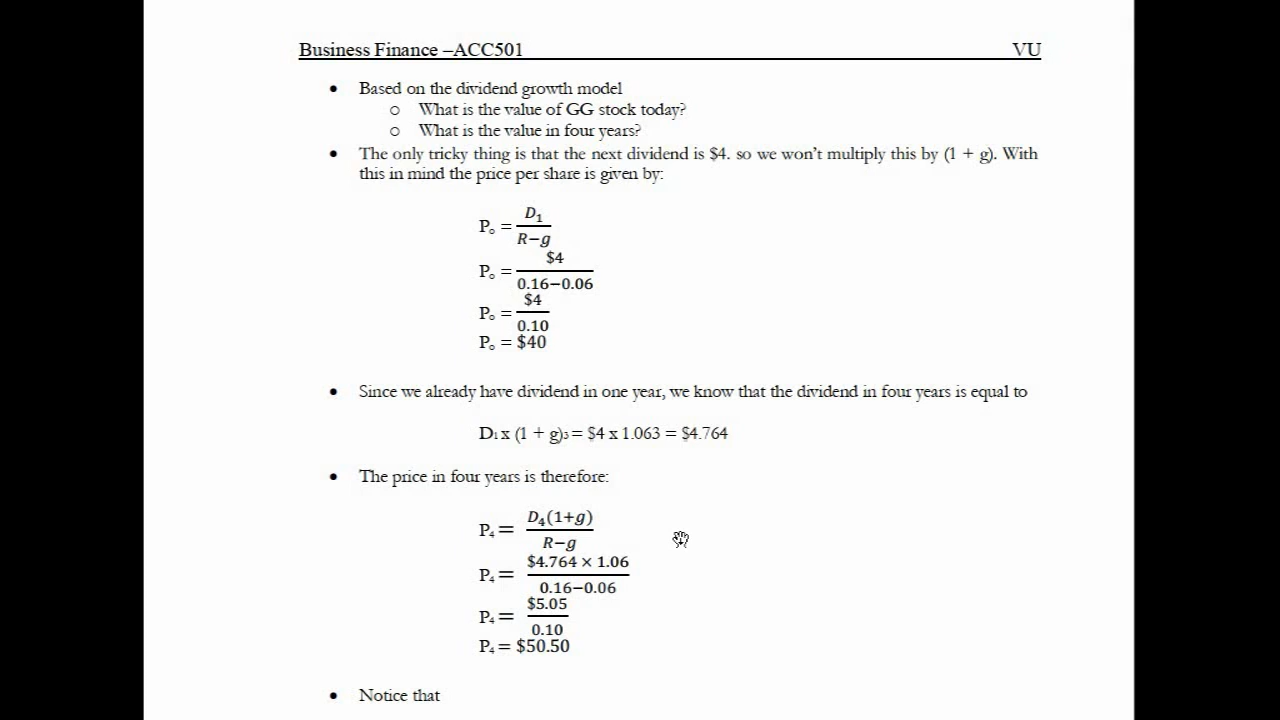 Business Finance –ACC501 VU
• Based on the dividend growth model
o What is the value of GG stock today?
o What is the value in four years?
• The only tricky thing is that the next dividend is $4. so we won't multiply this by (1 + g). With
this in mind the price per share is given by:
P₀ = D₁ / R−g
P₀ = $4 / 0.16−0.06
P₀ = $4 / 0.10
P₀ = $40
• Since we already have dividend in one year, we know that the dividend in four years is equal to
D₁ x (1 + g)₃ = $4 x 1.063 = $4.764
• The price in four years is therefore:
P₄ = D₄(1+g) / R−g
P₄ = $4.764 × 1.06 / 0.16−0.06
P₄ = $5.05 / 0.10
P₄ = $50.50
• Notice that